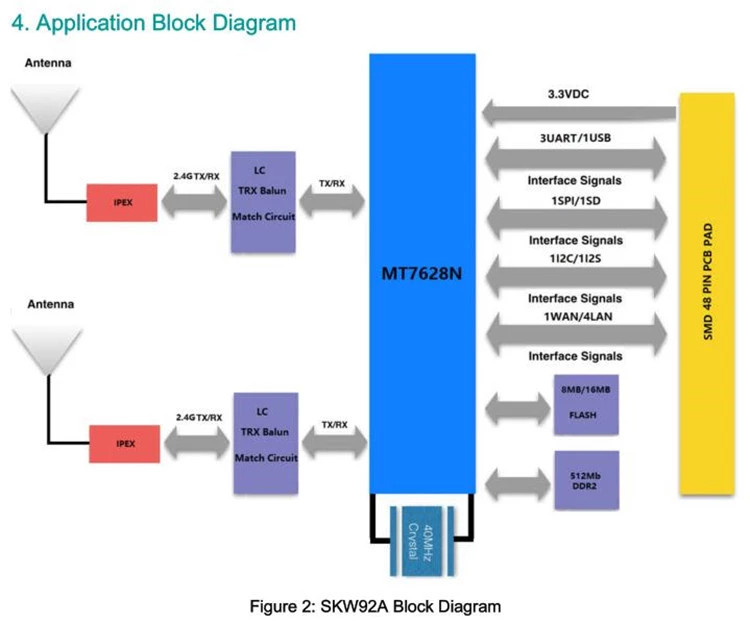 4. Application Block Diagram
Antenna
IPEX
2.4G TX/RX
LC
TRX Balun
Match Circuit
TX/RX
Antenna
IPEX
2.4G TX/RX
LC
TRX Balun
Match Circuit
TX/RX
MT7628N
40MHz
Crystal
3.3VDC
3UART/1USB
Interface Signals
1SPI/1SD
Interface Signals
1I2C/1I2S
Interface Signals
1WAN/4LAN
Interface Signals
8MB/16MB
FLASH
512Mb
DDR2
SMD 48 PIN PCB PAD
Figure 2: SKW92A Block Diagram